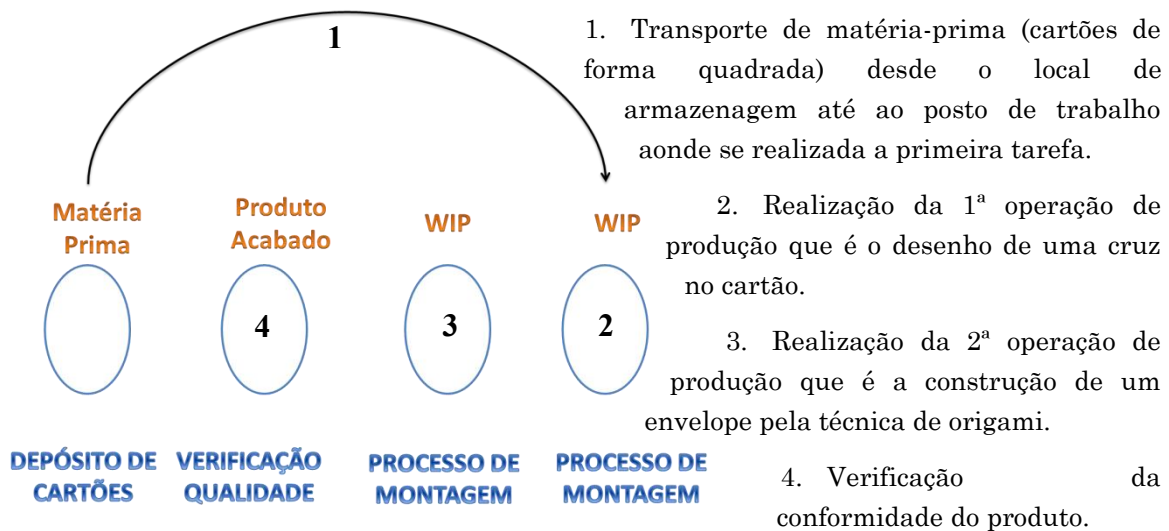 1
1. Transporte de matéria-prima (cartões de
forma quadrada) desde o local de
armazenagem até ao posto de trabalho
aonde se realizada a primeira tarefa.
2. Realização da 1ª operação de
produção que é o desenho de uma cruz
no cartão.
3. Realização da 2ª operação de
produção que é a construção de um
envelope pela técnica de origami.
4. Verificação da
conformidade do produto.
Matéria
Prima
Produto
Acabado
WIP
WIP
4
3
2
DEPÓSITO DE
CARTÕES
VERIFICAÇÃO
QUALIDADE
PROCESSO DE
MONTAGEM
PROCESSO DE
MONTAGEM